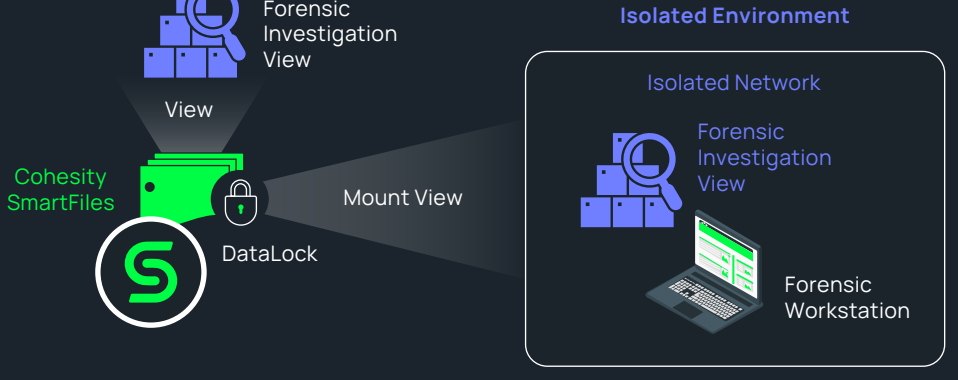 Forensic
Investigation
View
View
Cohesity
SmartFiles
DataLock
Mount View
Isolated Environment
Isolated Network
Forensic
Investigation
View
Forensic
Workstation